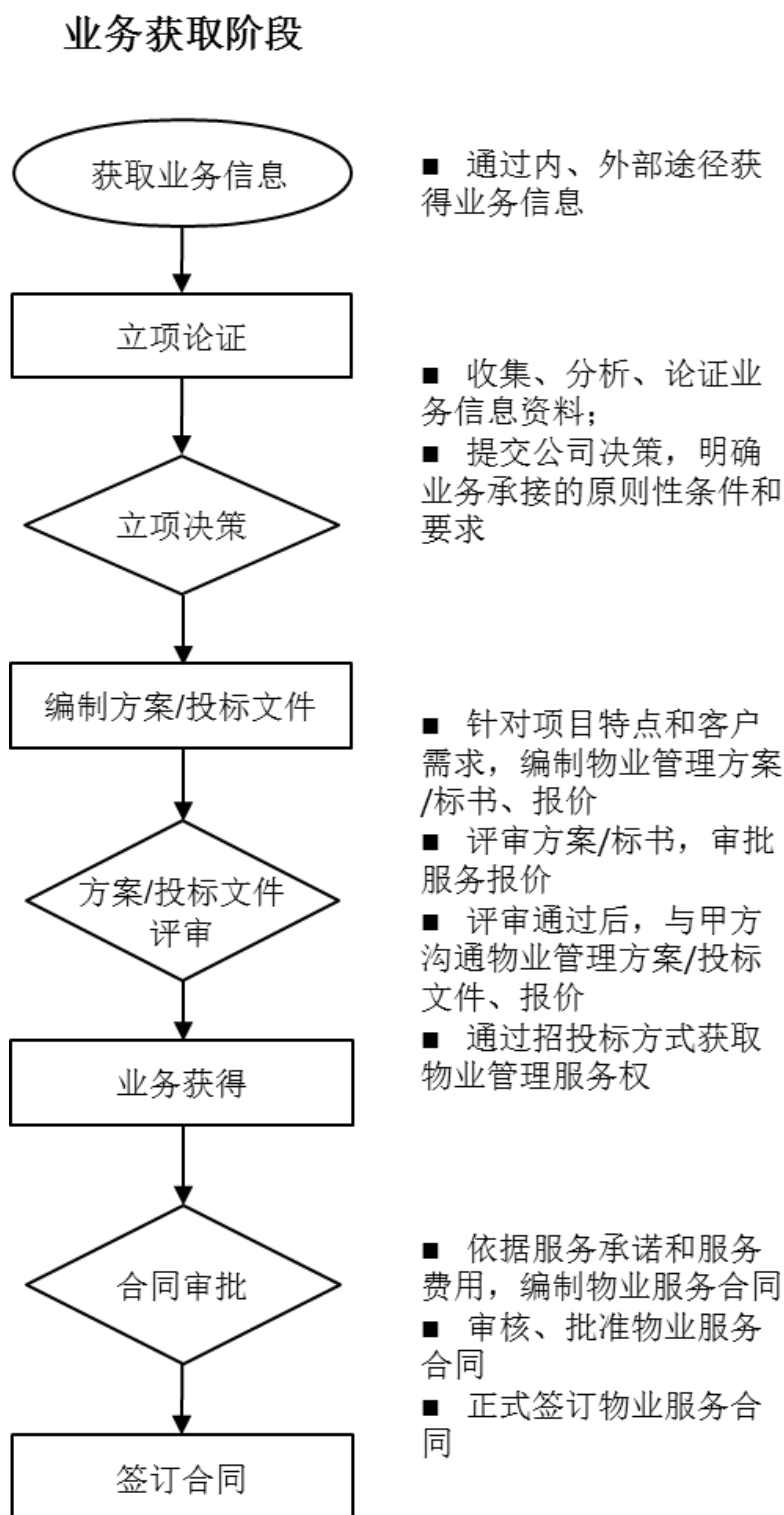 业务获取阶段
获取业务信息
■ 通过内、外部途径获
得业务信息
立项论证
■ 收集、分析、论证业
务信息资料；
■ 提交公司决策，明确
业务承接的原则性条件和
要求
立项决策
编制方案/投标文件
■ 针对项目特点和客户
需求，编制物业管理方案
/标书、报价
■ 评审方案/标书，审批
服务报价
■ 评审通过后，与甲方
沟通物业管理方案/投标
文件、报价
■ 通过招投标方式获取
物业管理服务权
方案/投标文件
评审
业务获得
合同审批
■ 依据服务承诺和服务
费用，编制物业服务合同
■ 审核、批准物业服务
合同
■ 正式签订物业服务合
同
签订合同